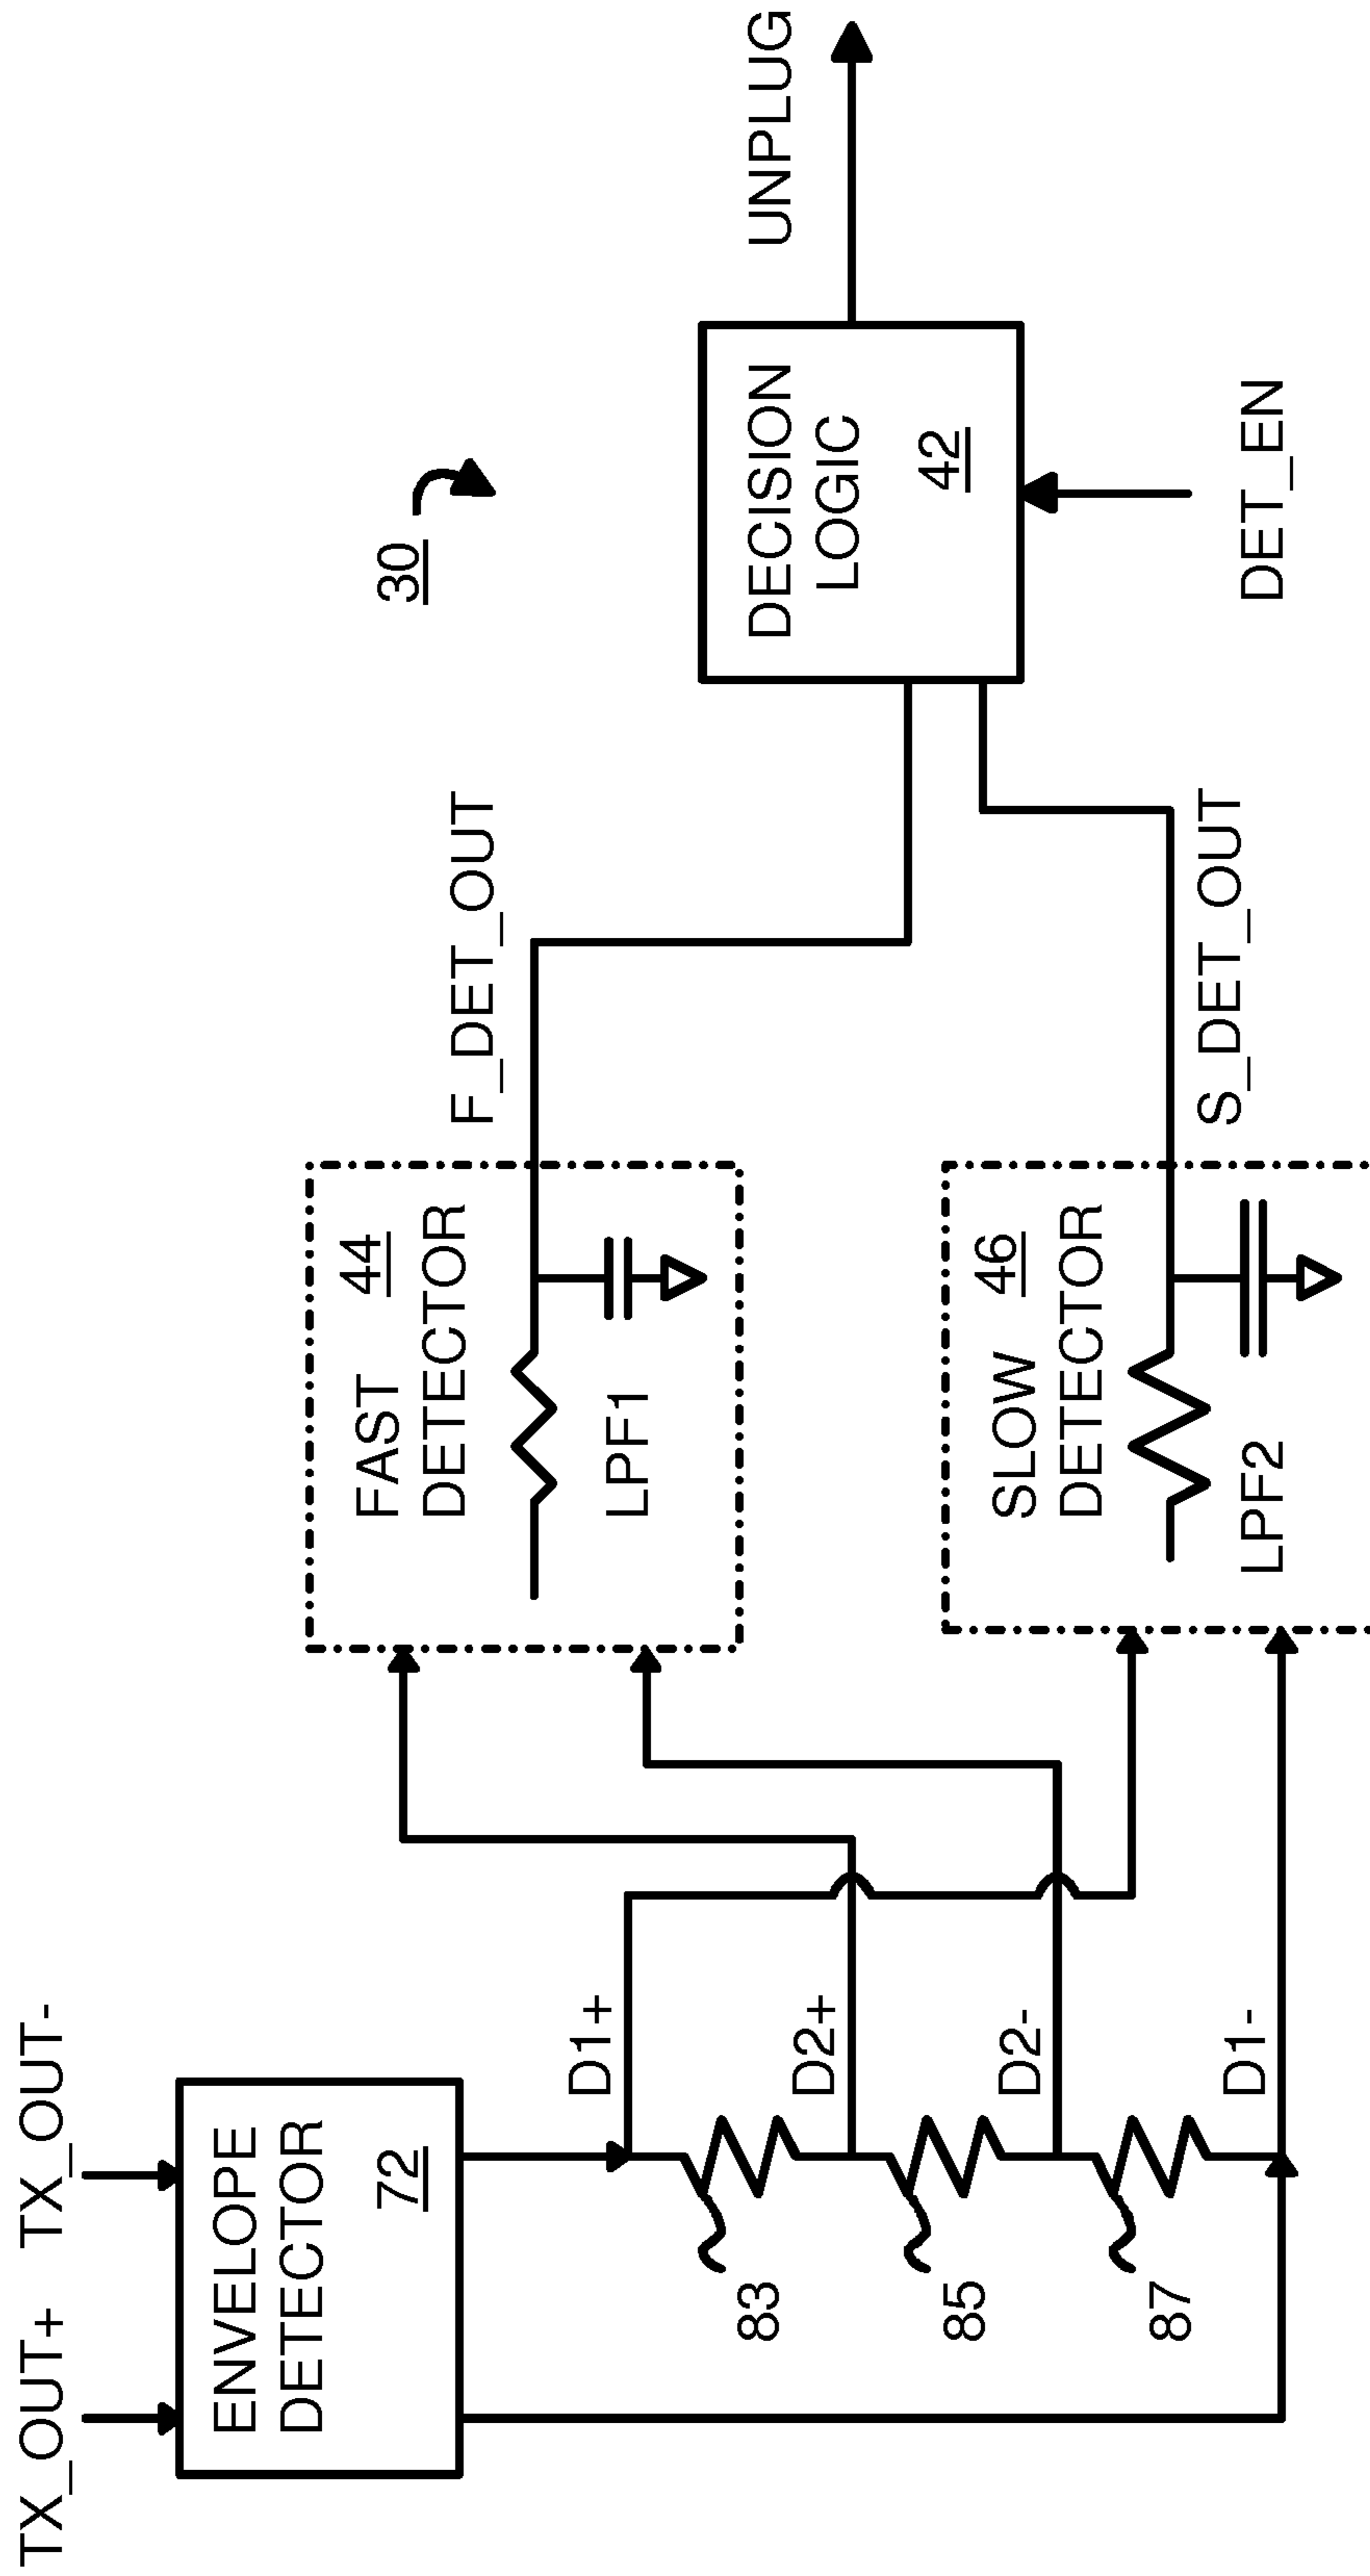 30
TX_OUT+ TX_OUT-
ENVELOPE
DETECTOR
72
83
85
87
D1+
D2+
D2-
D1-
FAST
DETECTOR
44
LPF1
SLOW
DETECTOR
46
LPF2
F_DET_OUT
S_DET_OUT
DECISION
LOGIC
42
DET_EN
UNPLUG